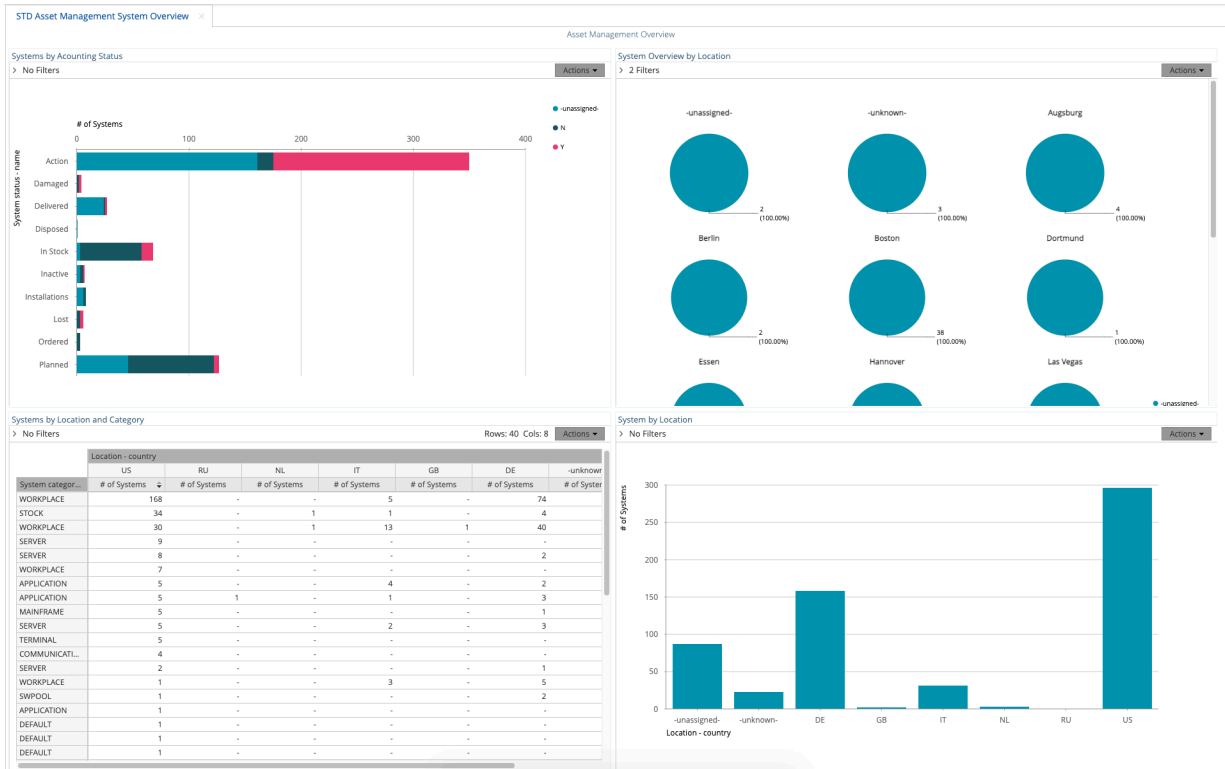 STD Asset Management System Overview ×
Asset Management Overview
Systems by Acounting Status
> No Filters Actions
# of Systems
0 100 200 300 400
-unassigned-
N
Y
System status - name
Action
Damaged
Delivered
Disposed
In Stock
Inactive
Installations
Lost
Ordered
Planned
System Overview by Location
> 2 Filters Actions
-unassigned- -unknown- Augsburg
2 3 4
(100.00%) (100.00%) (100.00%)
Berlin Boston Dortmund
2 38 1
(100.00%) (100.00%) (100.00%)
Essen Hannover Las Vegas
-unassigned-
Systems by Location and Category
> No Filters Rows: 40 Cols: 8 Actions
Location - country
US RU NL IT GB DE -unknown
System categor... # of Systems # of Systems # of Systems # of Systems # of Systems # of Systems # of System
WORKPLACE 168 - - 5 - 74
STOCK 34 - 1 1 - 4
WORKPLACE 30 - 1 13 1 40
SERVER 9 - - - - -
SERVER 8 - - - - 2
WORKPLACE 7 - - - - -
APPLICATION 5 - - 4 - 2
APPLICATION 5 1 - 1 - 3
MAINFRAME 5 - - - - 1
SERVER 5 - - 2 - 3
TERMINAL 5 - - - - -
COMMUNICATI... 4 - - - - -
SERVER 2 - - - - 1
WORKPLACE 1 - - 3 - 5
SWPOOL 1 - - - - 2
APPLICATION 1 - - - - -
DEFAULT 1 - - - - -
DEFAULT 1 - - - - -
DEFAULT 1 - - - - -
System by Location
> No Filters Actions
# of Systems
300
250
200
150
100
50
0
-unassigned- -unknown- DE GB IT NL RU US
Location - country